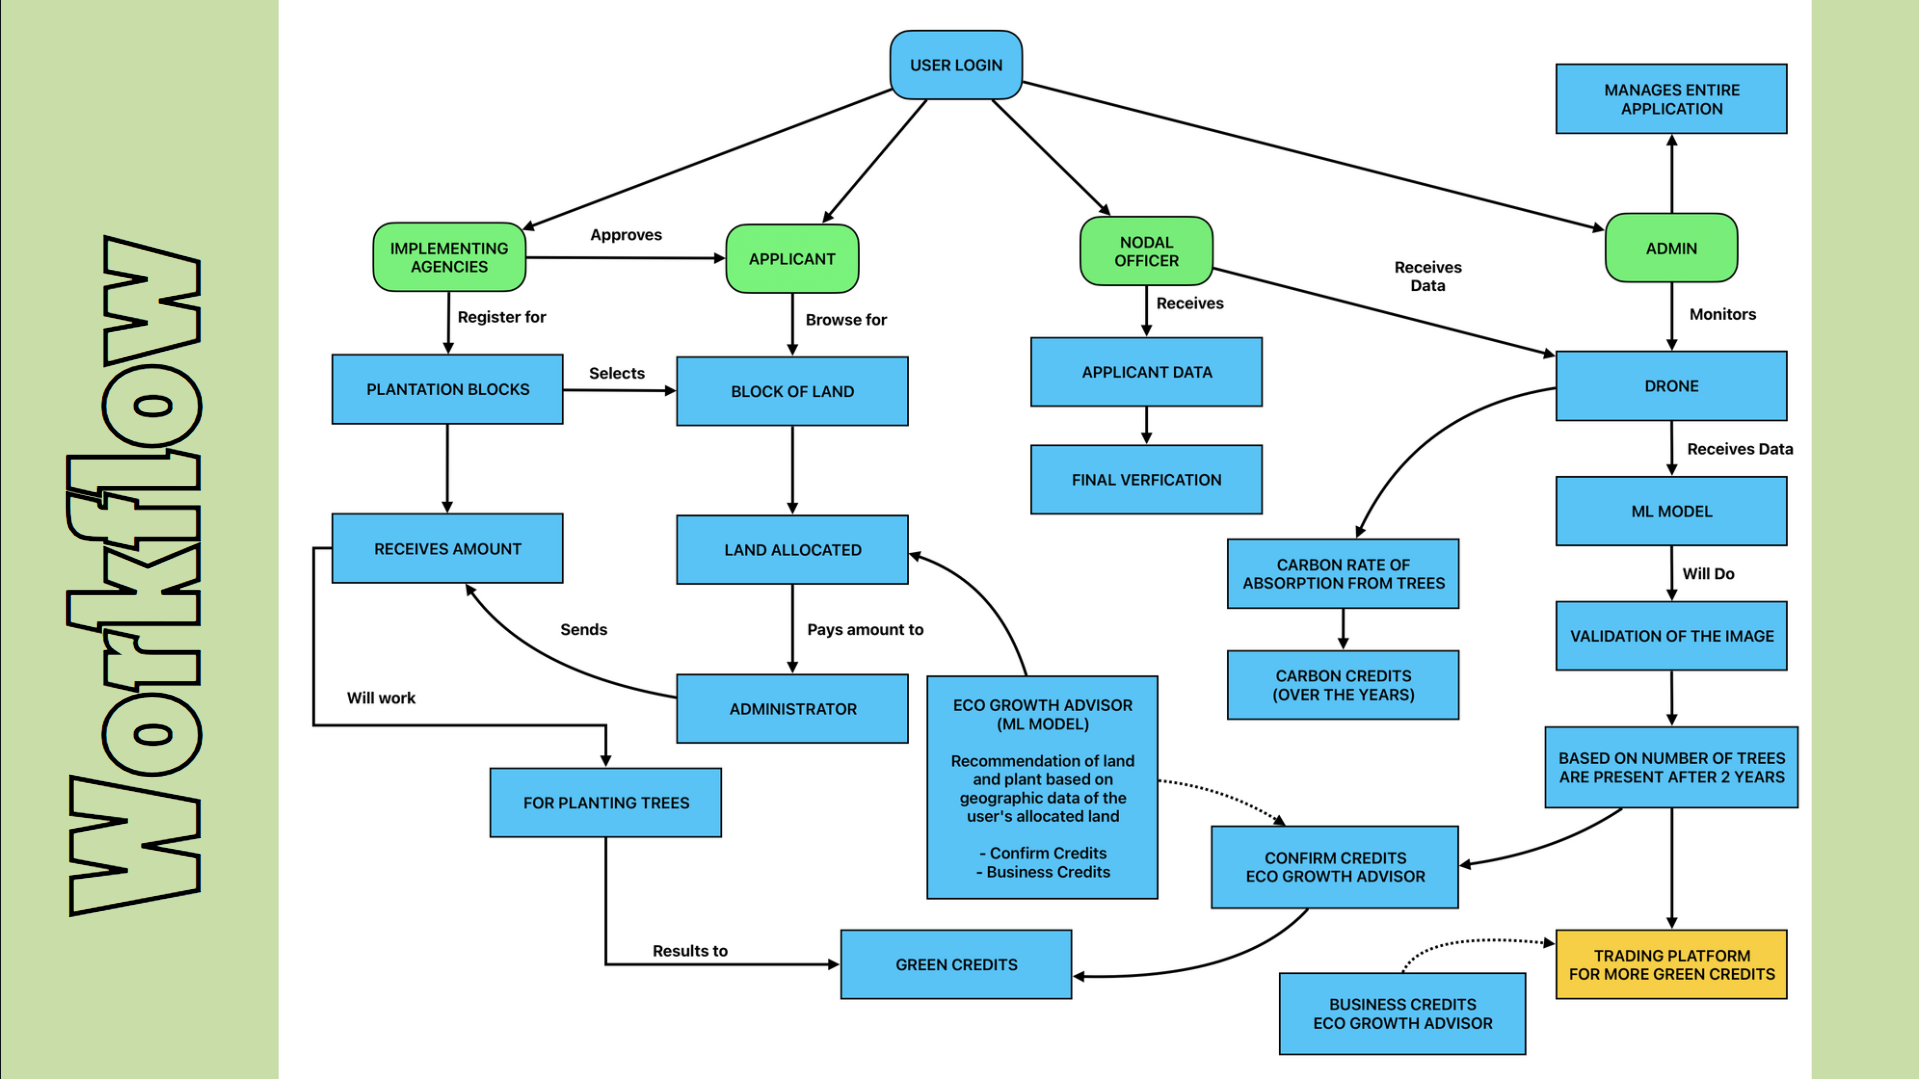 Workflow
USER LOGIN
MANAGES ENTIRE
APPLICATION
IMPLEMENTING
AGENCIES
Approves
APPLICANT
NODAL
OFFICER
Receives
Data
ADMIN
Register for
Browse for
Receives
Monitors
PLANTATION BLOCKS
Selects
BLOCK OF LAND
APPLICANT DATA
DRONE
Receives Data
FINAL VERFICATION
ML MODEL
RECEIVES AMOUNT
LAND ALLOCATED
CARBON RATE OF
ABSORPTION FROM TREES
Will Do
Sends
Pays amount to
VALIDATION OF THE IMAGE
Will work
ADMINISTRATOR
ECO GROWTH ADVISOR
(ML MODEL)
Recommendation of land
and plant based on
geographic data of the
user's allocated land
- Confirm Credits
- Business Credits
CARBON CREDITS
(OVER THE YEARS)
BASED ON NUMBER OF TREES
ARE PRESENT AFTER 2 YEARS
FOR PLANTING TREES
CONFIRM CREDITS
ECO GROWTH ADVISOR
Results to
GREEN CREDITS
TRADING PLATFORM
FOR MORE GREEN CREDITS
BUSINESS CREDITS
ECO GROWTH ADVISOR